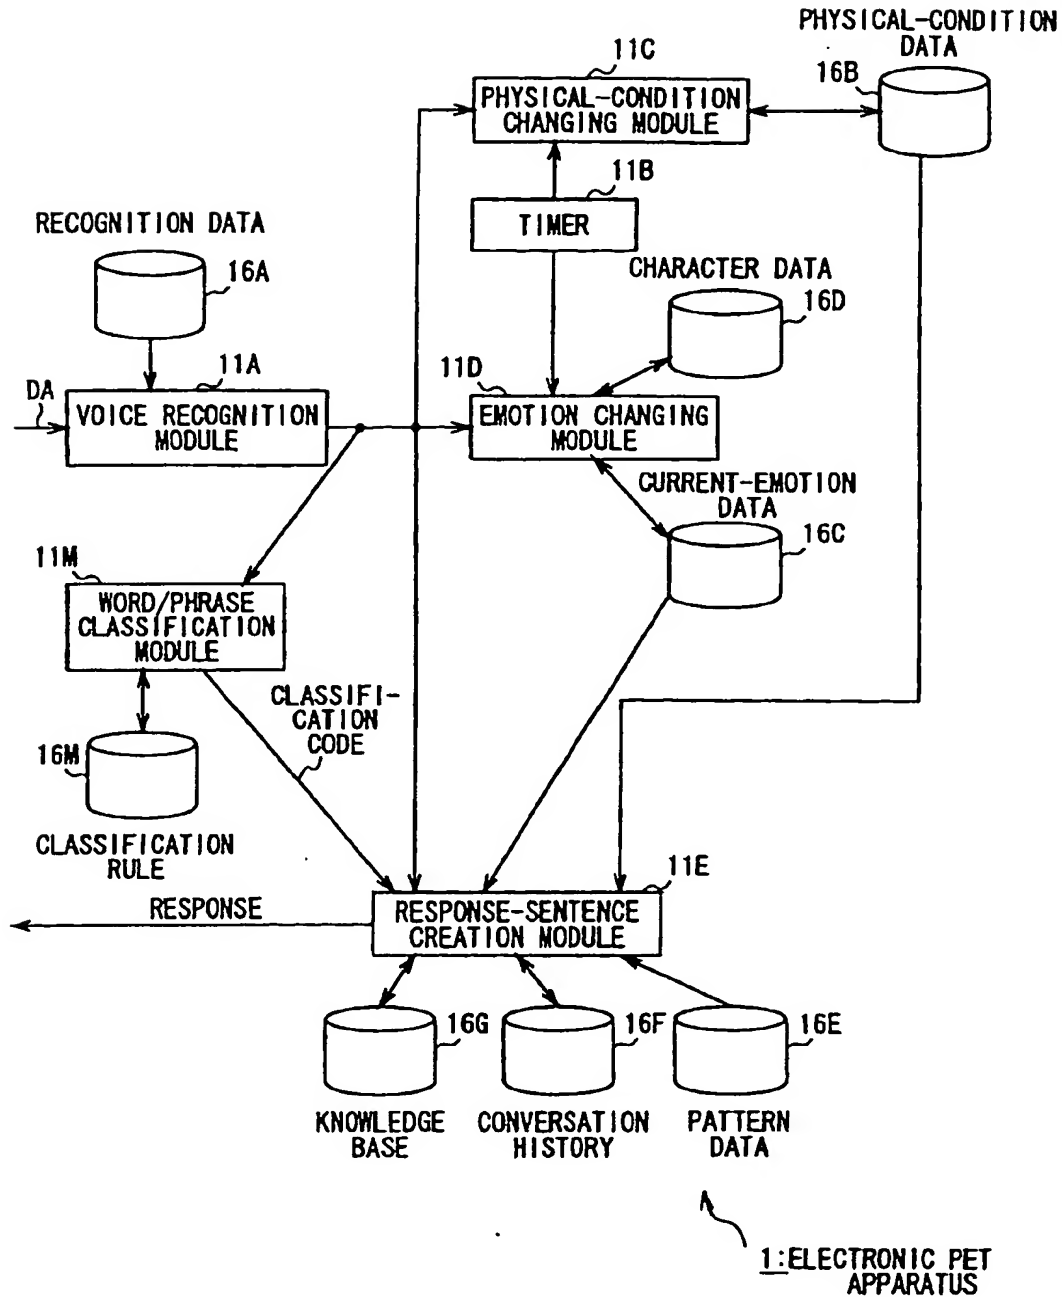 PHYSICAL-CONDITION
DATA
11C
16B
PHYSICAL-CONDITION
CHANGING MODULE
11B
TIMER
RECOGNITION DATA
16A
CHARACTER DATA
16D
11A
11D
DA
VOICE RECOGNITION
MODULE
EMOTION CHANGING
MODULE
CURRENT-EMOTION
DATA
16C
11M
WORD/PHRASE
CLASSIFICATION
MODULE
CLASSIFI-
CATION
CODE
16M
CLASSIFICATION
RULE
11E
RESPONSE
RESPONSE-SENTENCE
CREATION MODULE
16G
16F
16E
KNOWLEDGE
BASE
CONVERSATION
HISTORY
PATTERN
DATA
1:ELECTRONIC PET
APPARATUS